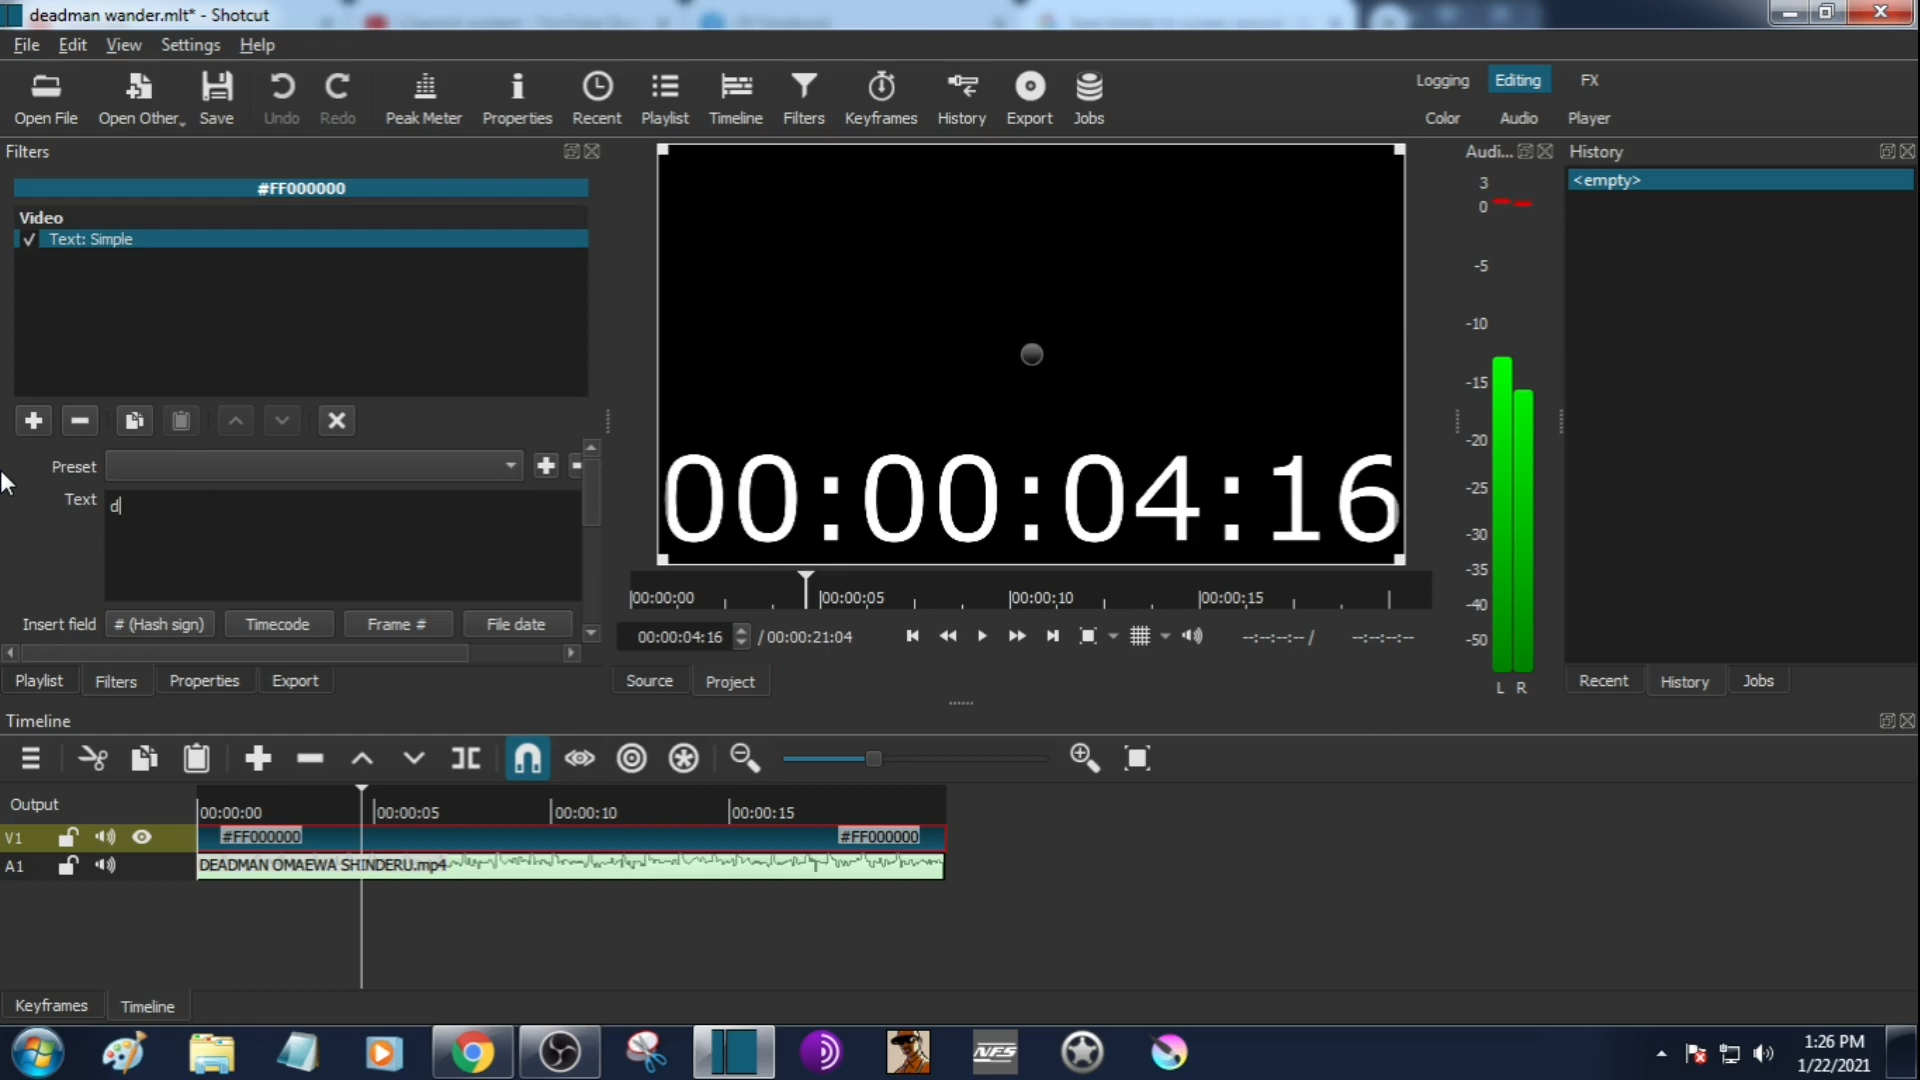 deadman wander.mlt* - Shotcut
File Edit View Settings Help
Open File Open Other Save Undo Redo Peak Meter Properties Recent Playlist Timeline Filters Keyframes History Export Jobs
Logging Editing FX
Color Audio Player
Filters
#FF000000
Video
Text: Simple
Preset
Text d
Insert field # (Hash sign) Timecode Frame # File date
Playlist Filters Properties Export
00:00:04:16
00:00:00 00:00:05 00:00:10 00:00:15
00:00:04:16 / 00:00:21:04 --:--:--:-- / --:--:--:--
Source Project
Audi...
3
0
-5
-10
-15
-20
-25
-30
-35
-40
-50
L R
History
<empty>
Recent History Jobs
Timeline
Output
00:00:00 00:00:05 00:00:10 00:00:15
V1 #FF000000 #FF000000
A1 DEADMAN OMAEWA SHINDERU.mp4
Keyframes Timeline
NFS
1:26 PM
1/22/2021